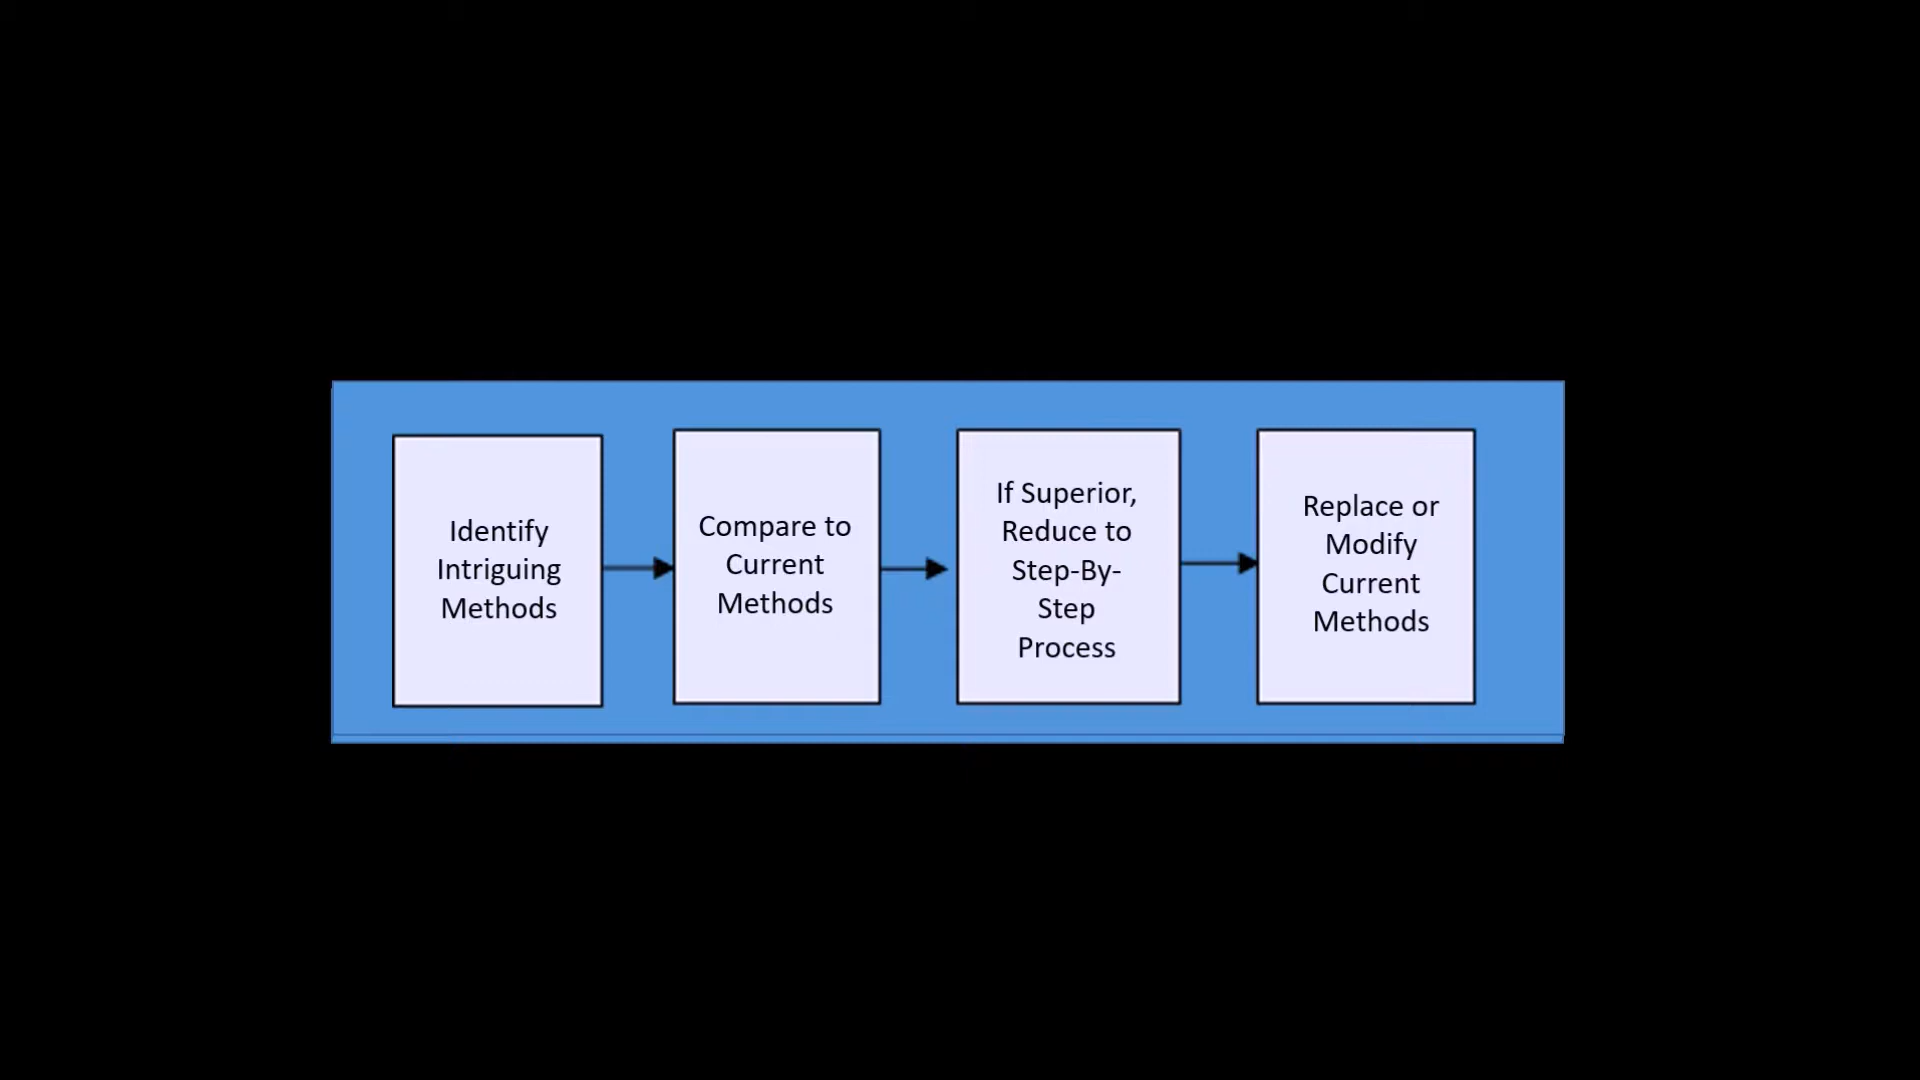 Identify
Intriguing
Methods
Compare to
Current
Methods
If Superior,
Reduce to
Step-By-
Step
Process
Replace or
Modify
Current
Methods